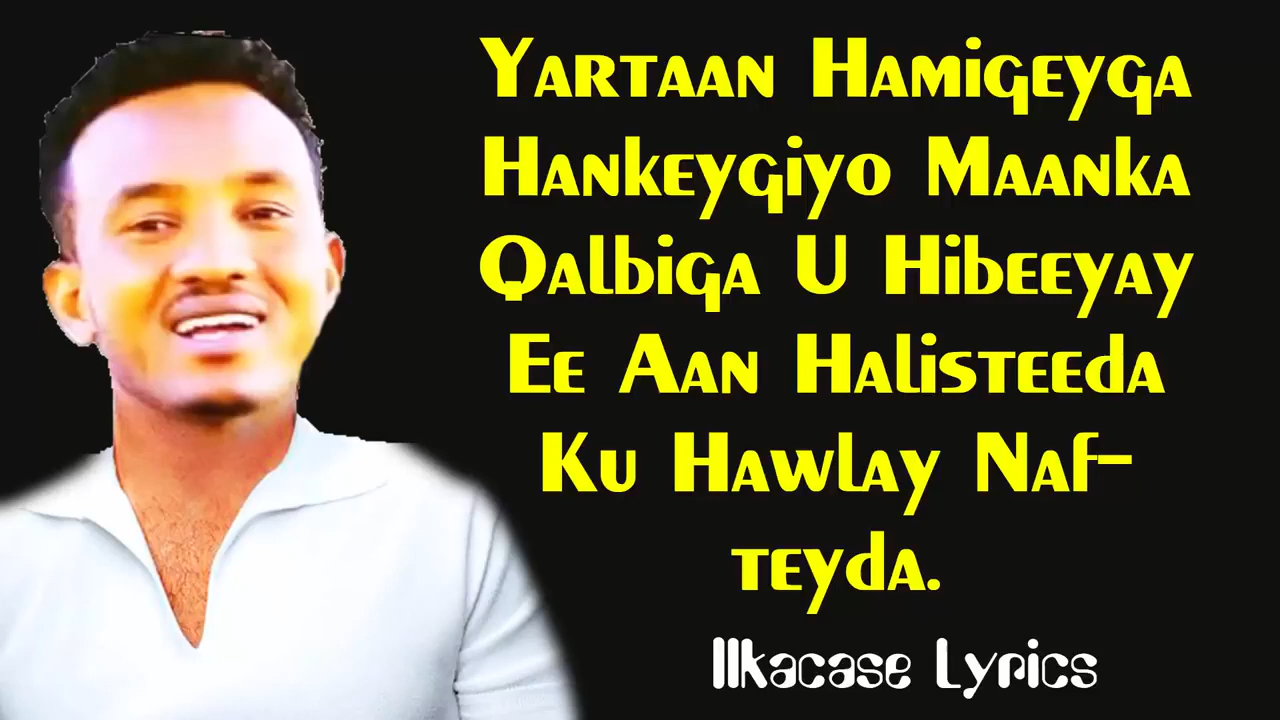 Yartaan Hamigeyga
Hankeygiyo Maanka
Qalbiga U Hibeeyay
Ee Aan Halisteeda
Ku Hawlay Naf-
teyda.
Ilkacase Lyrics